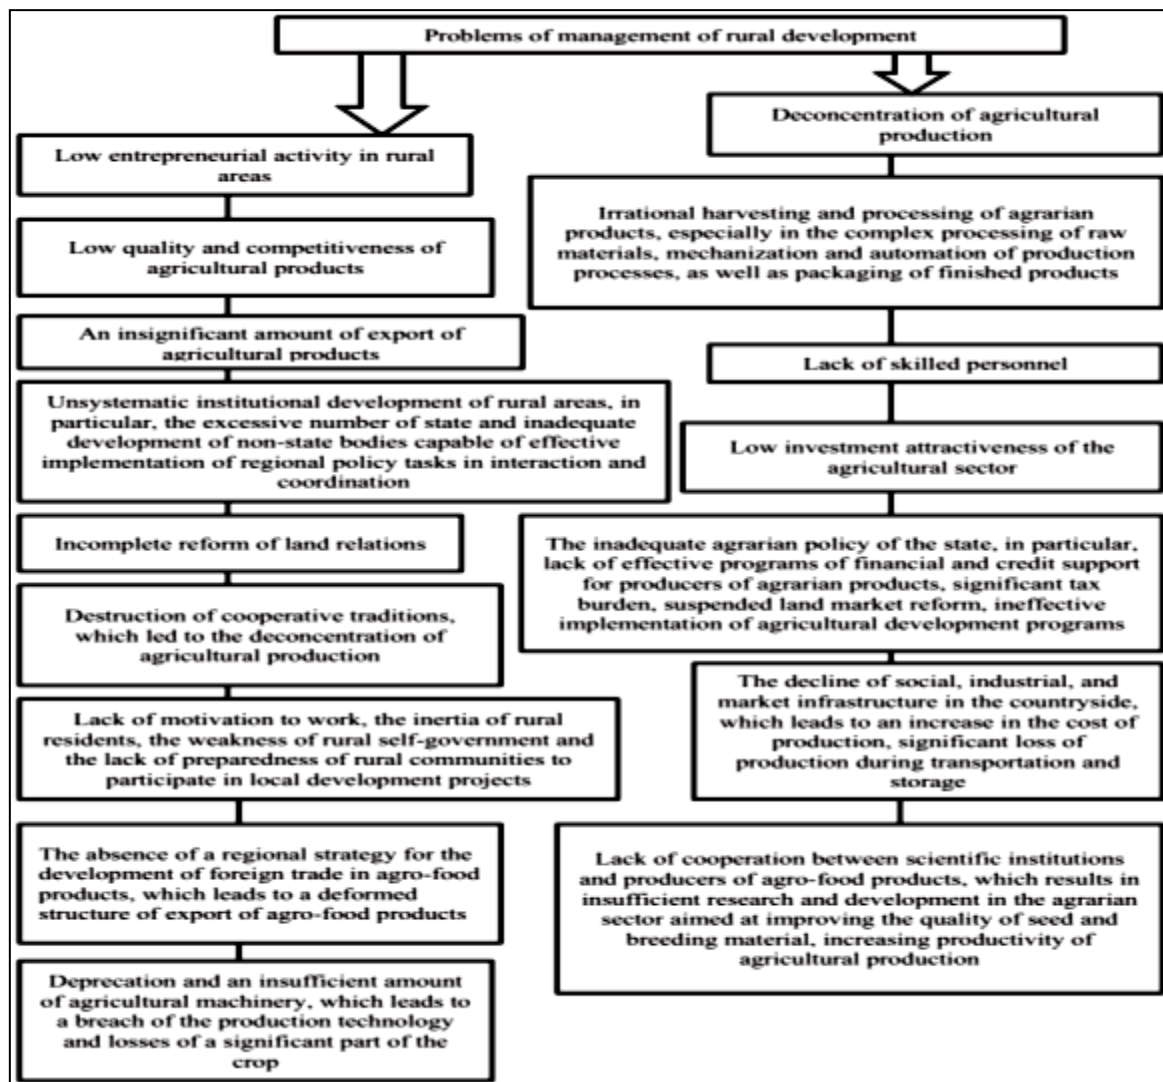 Problems of management of rural development
Low entrepreneurial activity in rural
areas
Low quality and competitiveness of
agricultural products
An insignificant amount of export of
agricultural products
Unsystematic institutional development of rural areas, in
particular, the excessive number of state and inadequate
development of non-state bodies capable of effective
implementation of regional policy tasks in interaction and
coordination
Incomplete reform of land relations
Destruction of cooperative traditions,
which led to the deconcentration of
agricultural production
Lack of motivation to work, the inertia of rural
residents, the weakness of rural self-government and
the lack of preparedness of rural communities to
participate in local development projects
The absence of a regional strategy for the
development of foreign trade in agro-food
products, which leads to a deformed
structure of export of agro-food products
Deprecation and an insufficient amount
of agricultural machinery, which leads to
a breach of the production technology
and losses of a significant part of the
crop
Deconcentration of agricultural
production
Irrational harvesting and processing of agrarian
products, especially in the complex processing of raw
materials, mechanization and automation of production
processes, as well as packaging of finished products
Lack of skilled personnel
Low investment attractiveness of the
agricultural sector
The inadequate agrarian policy of the state, in particular,
lack of effective programs of financial and credit support
for producers of agrarian products, significant tax
burden, suspended land market reform, ineffective
implementation of agricultural development programs
The decline of social, industrial, and
market infrastructure in the countryside,
which leads to an increase in the cost of
production, significant loss of
production during transportation and
storage
Lack of cooperation between scientific institutions
and producers of agro-food products, which results in
insufficient research and development in the agrarian
sector aimed at improving the quality of seed and
breeding material, increasing productivity of
agricultural production